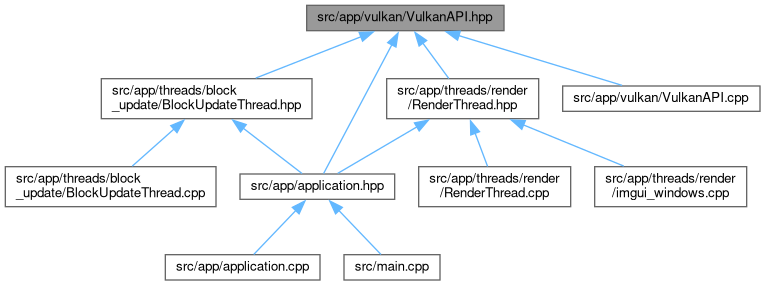 src/app/vulkan/VulkanAPI.hpp
src/app/threads/block
_update/BlockUpdateThread.hpp
src/app/threads/render
/RenderThread.hpp
src/app/vulkan/VulkanAPI.cpp
src/app/threads/block
_update/BlockUpdateThread.cpp
src/app/application.hpp
src/app/threads/render
/RenderThread.cpp
src/app/threads/render
/imgui_windows.cpp
src/app/application.cpp
src/main.cpp